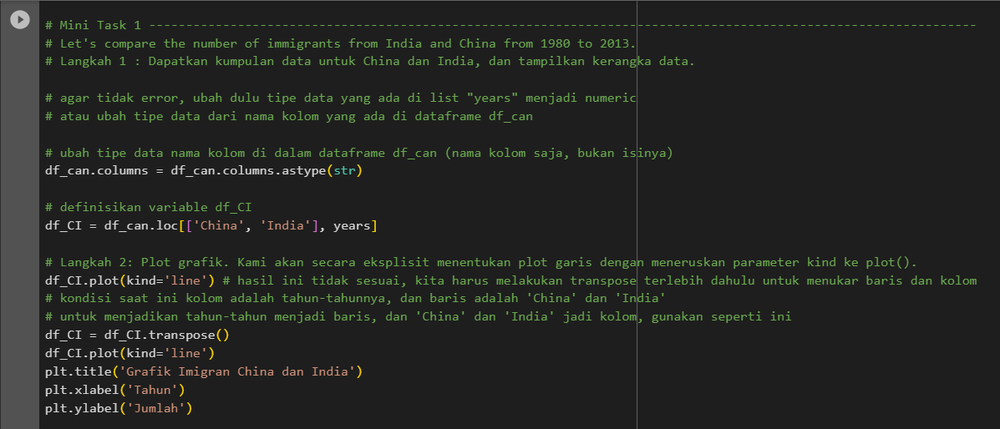 # Mini Task 1 ----------------------------------------------------------------------------------------------------------------
# Let's compare the number of immigrants from India and China from 1980 to 2013.
# Langkah 1 : Dapatkan kumpulan data untuk China dan India, dan tampilkan kerangka data.
# agar tidak error, ubah dulu tipe data yang ada di list "years" menjadi numeric
# atau ubah tipe data dari nama kolom yang ada di dataframe df_can
# ubah tipe data nama kolom di dalam dataframe df_can (nama kolom saja, bukan isinya)
df_can.columns = df_can.columns.astype(str)
# definisikan variable df_CI
df_CI = df_can.loc[['China', 'India'], years]
# Langkah 2: Plot grafik. Kami akan secara eksplisit menentukan plot garis dengan meneruskan parameter kind ke plot().
df_CI.plot(kind='line') # hasil ini tidak sesuai, kita harus melakukan transpose terlebih dahulu untuk menukar baris dan kolom
# kondisi saat ini kolom adalah tahun-tahunnya, dan baris adalah 'China' dan 'India'
# untuk menjadikan tahun-tahun menjadi baris, dan 'China' dan 'India' jadi kolom, gunakan seperti ini
df_CI = df_CI.transpose()
df_CI.plot(kind='line')
plt.title('Grafik Imigran China dan India')
plt.xlabel('Tahun')
plt.ylabel('Jumlah')